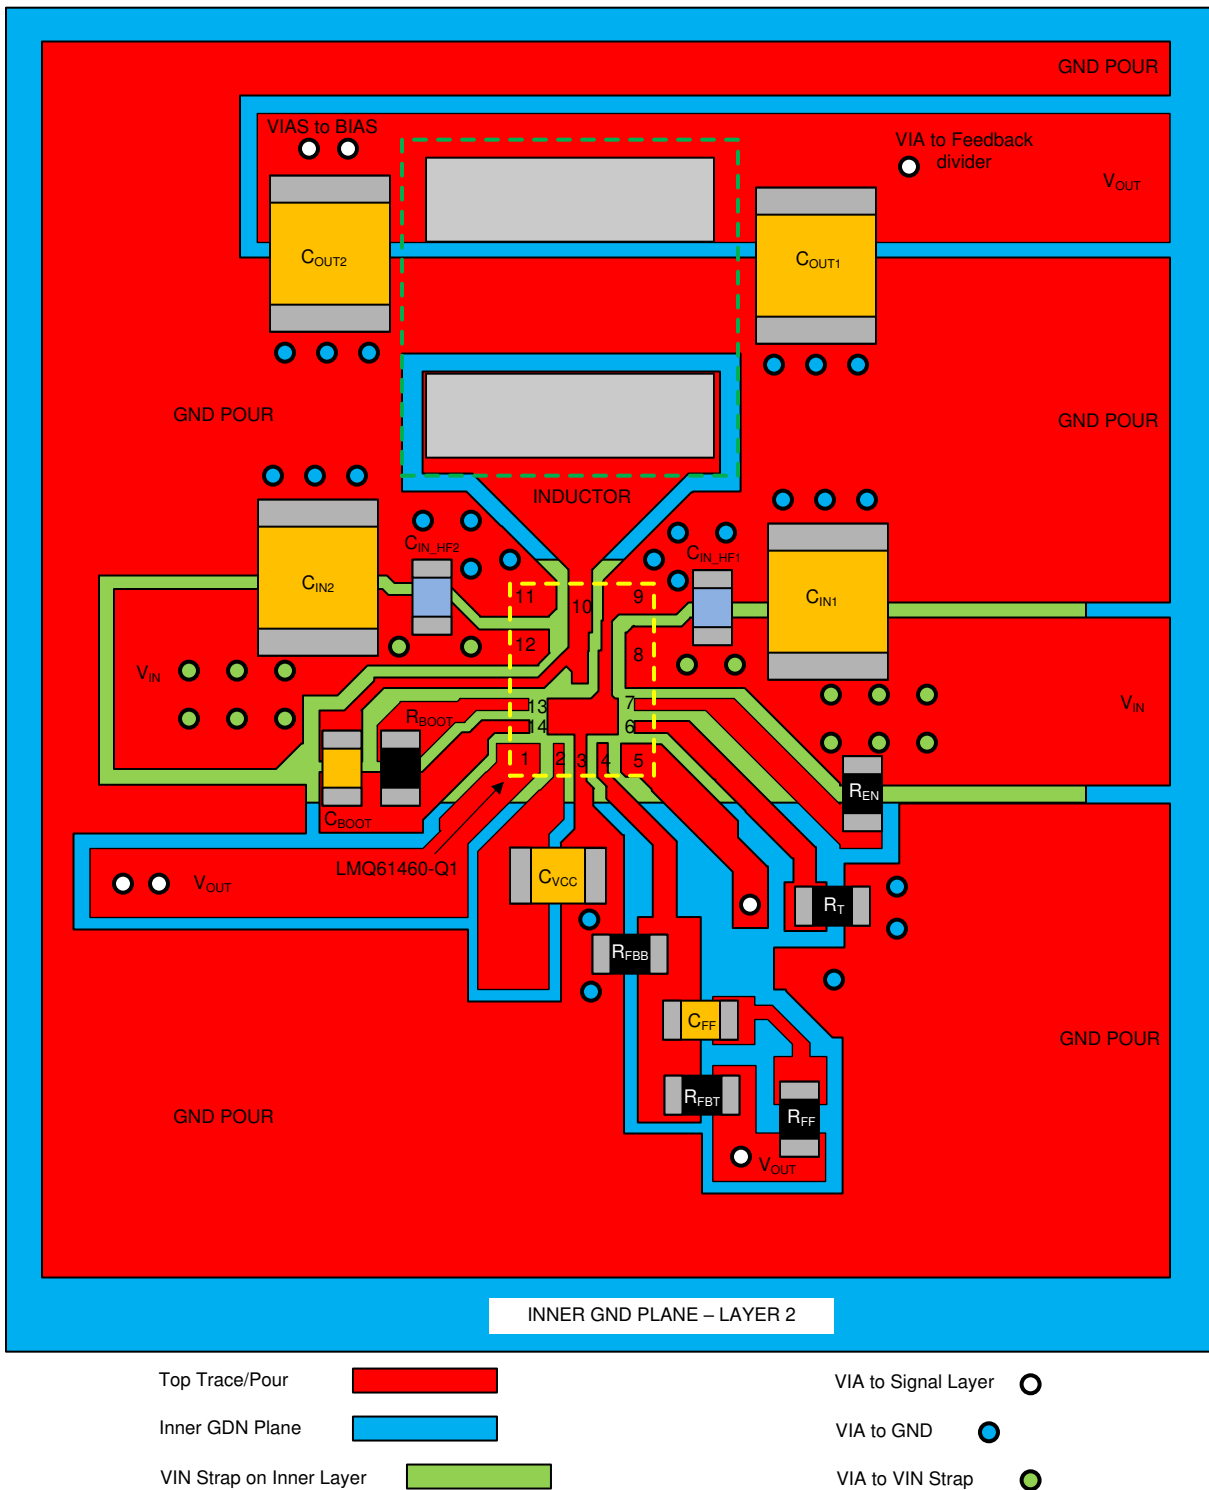 GND POUR
VIAS to BIAS
VIA to Feedback
divider
VOUT
COUT2
COUT1
GND POUR
GND POUR
INDUCTOR
CIN_HF2
CIN_HF1
CIN2
CIN1
11
10
9
12
8
VIN
VIN
13
7
RBOOT
14
6
1
2
3
4
5
REN
CBOOT
LMQ61460-Q1
VOUT
CVCC
RT
RFBB
CFF
GND POUR
RFBT
RFF
GND POUR
VOUT
INNER GND PLANE – LAYER 2
Top Trace/Pour
VIA to Signal Layer
Inner GDN Plane
VIA to GND
VIN Strap on Inner Layer
VIA to VIN Strap